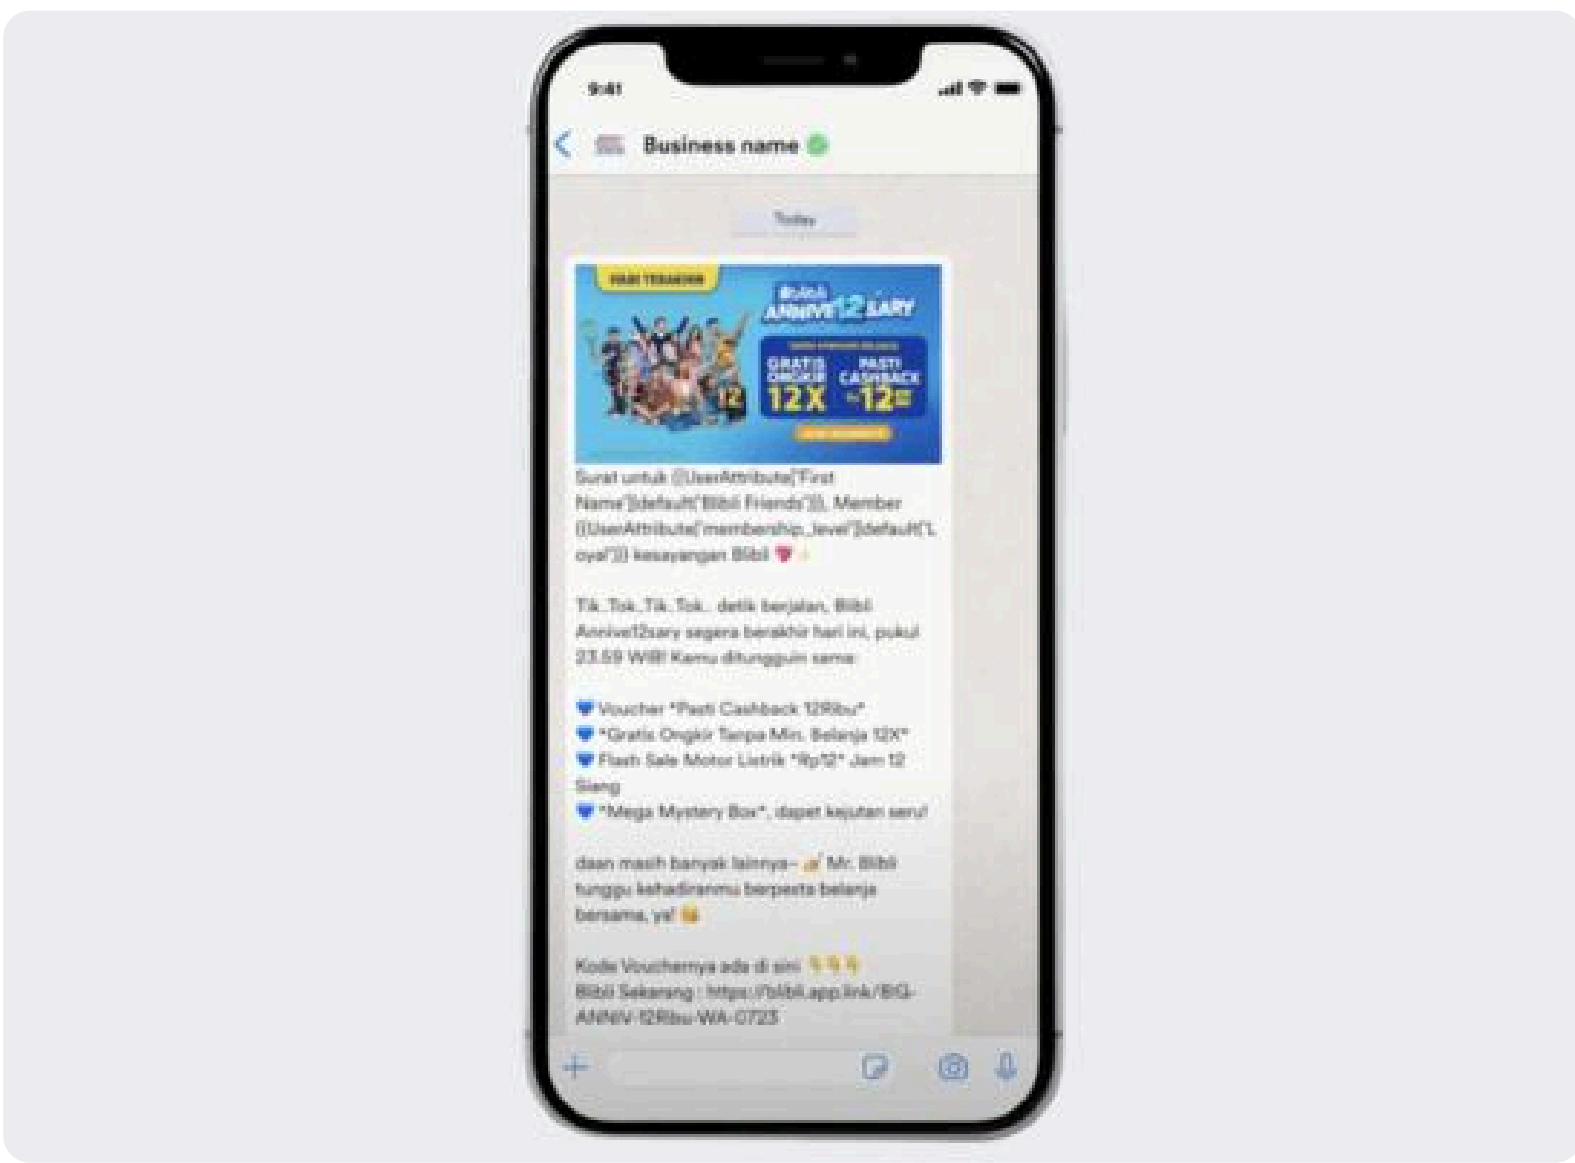 9:41
Business name
Today
HARI TERAKHIR
Blibli
ANNIVE12SARY
GRATIS ONGKIR 12X
PASTI CASHBACK Rp12
Surat untuk {{UserAttribute['First
Name']|default('Blibli Friends')}}, Member
{{UserAttribute['membership_level']|default('L
oyal')}} kesayangan Blibli 💖✨
Tik..Tok..Tik..Tok.. detik berjalan, Blibli
Annive12sary segera berakhir hari ini, pukul
23.59 WIB! Kamu ditungguin sama:
💙 Voucher *Pasti Cashback 12Ribu*
💙 *Gratis Ongkir Tanpa Min. Belanja 12X*
💙 Flash Sale Motor Listrik *Rp12* Jam 12
Siang
💙 *Mega Mystery Box*, dapet kejutan seru!
daan masih banyak lainnya~ Mr. Blibli
tunggu kehadiranmu berpesta belanja
bersama, ya!
Kode Vouchernya ada di sini 👇👇👇
Blibli Sekarang : https://blibli.app.link/BIG-
ANNIV-12Ribu-WA-0723